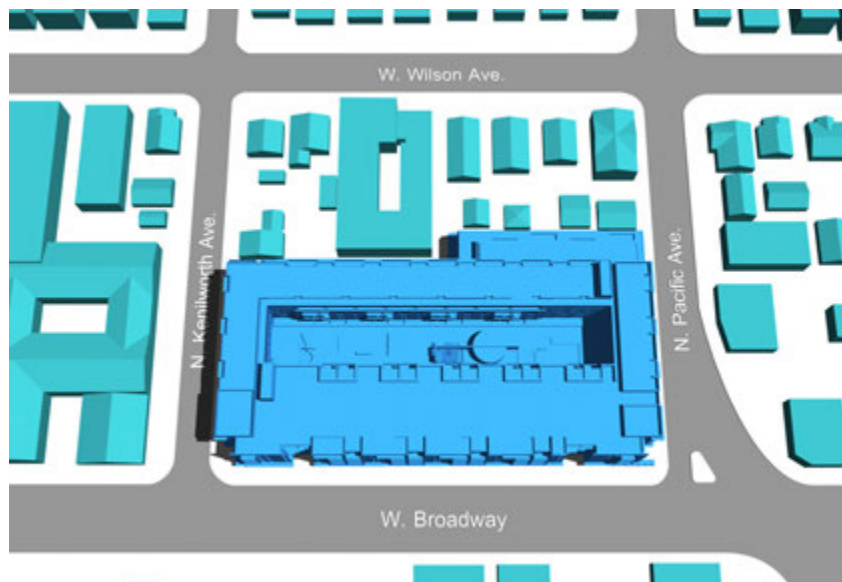 W. Wilson Ave.
N. Kenilworth Ave.
N. Pacific Ave.
W. Broadway